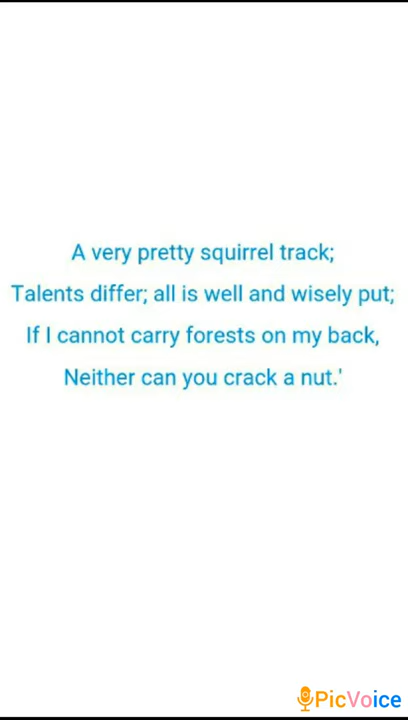 A very pretty squirrel track;
Talents differ; all is well and wisely put;
If I cannot carry forests on my back,
Neither can you crack a nut.'
PicVoice